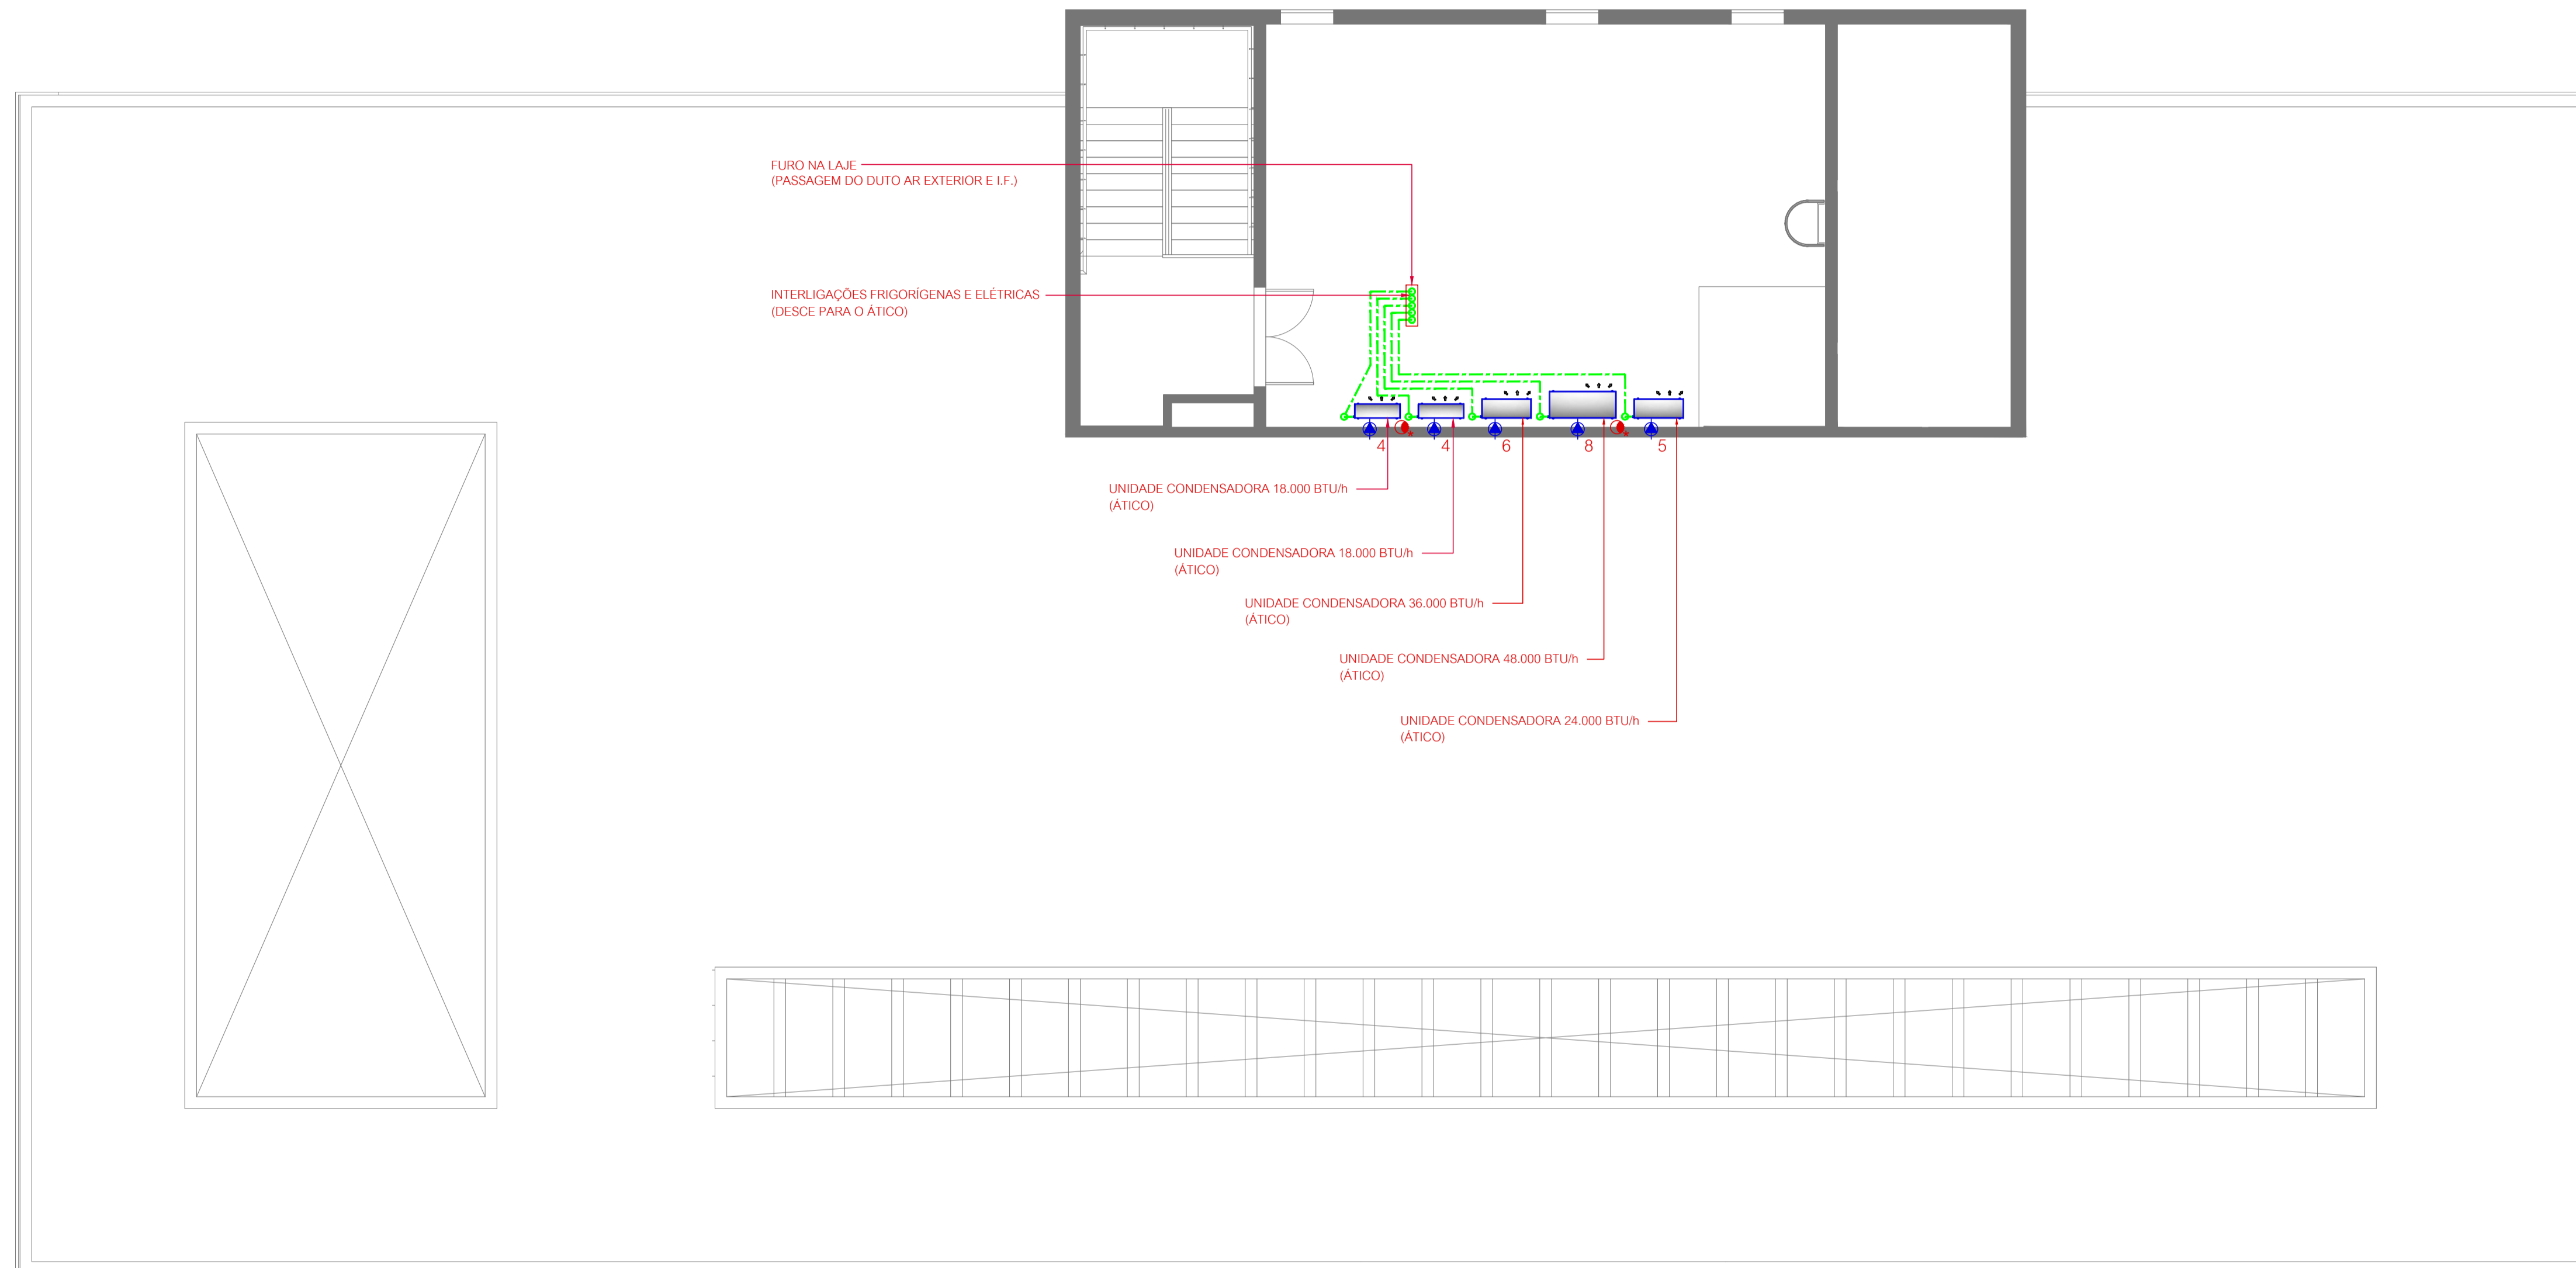 FURO NA LAJE
(PASSAGEM DO DUTO AR EXTERIOR E I.F.)
INTERLIGAÇÕES FRIGORÍGENAS E ELÉTRICAS
(DESCE PARA O ÁTICO)
* *
4 4 6 8 5
UNIDADE CONDENSADORA 18.000 BTU/h
(ÁTICO)
UNIDADE CONDENSADORA 18.000 BTU/h
(ÁTICO)
UNIDADE CONDENSADORA 36.000 BTU/h
(ÁTICO)
UNIDADE CONDENSADORA 48.000 BTU/h
(ÁTICO)
UNIDADE CONDENSADORA 24.000 BTU/h
(ÁTICO)